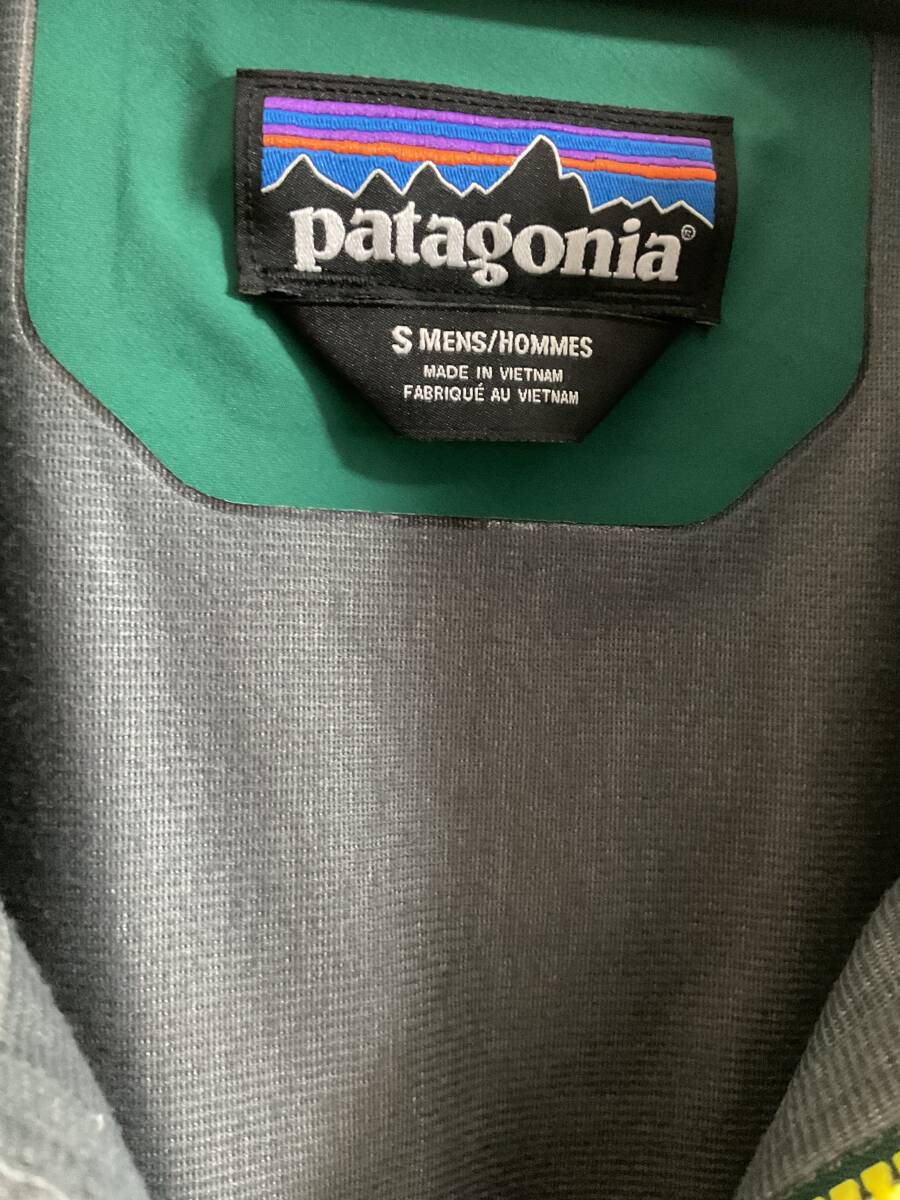 patagonia®
S MENS/HOMMES
MADE IN VIETNAM
FABRIQUÉ AU VIETNAM